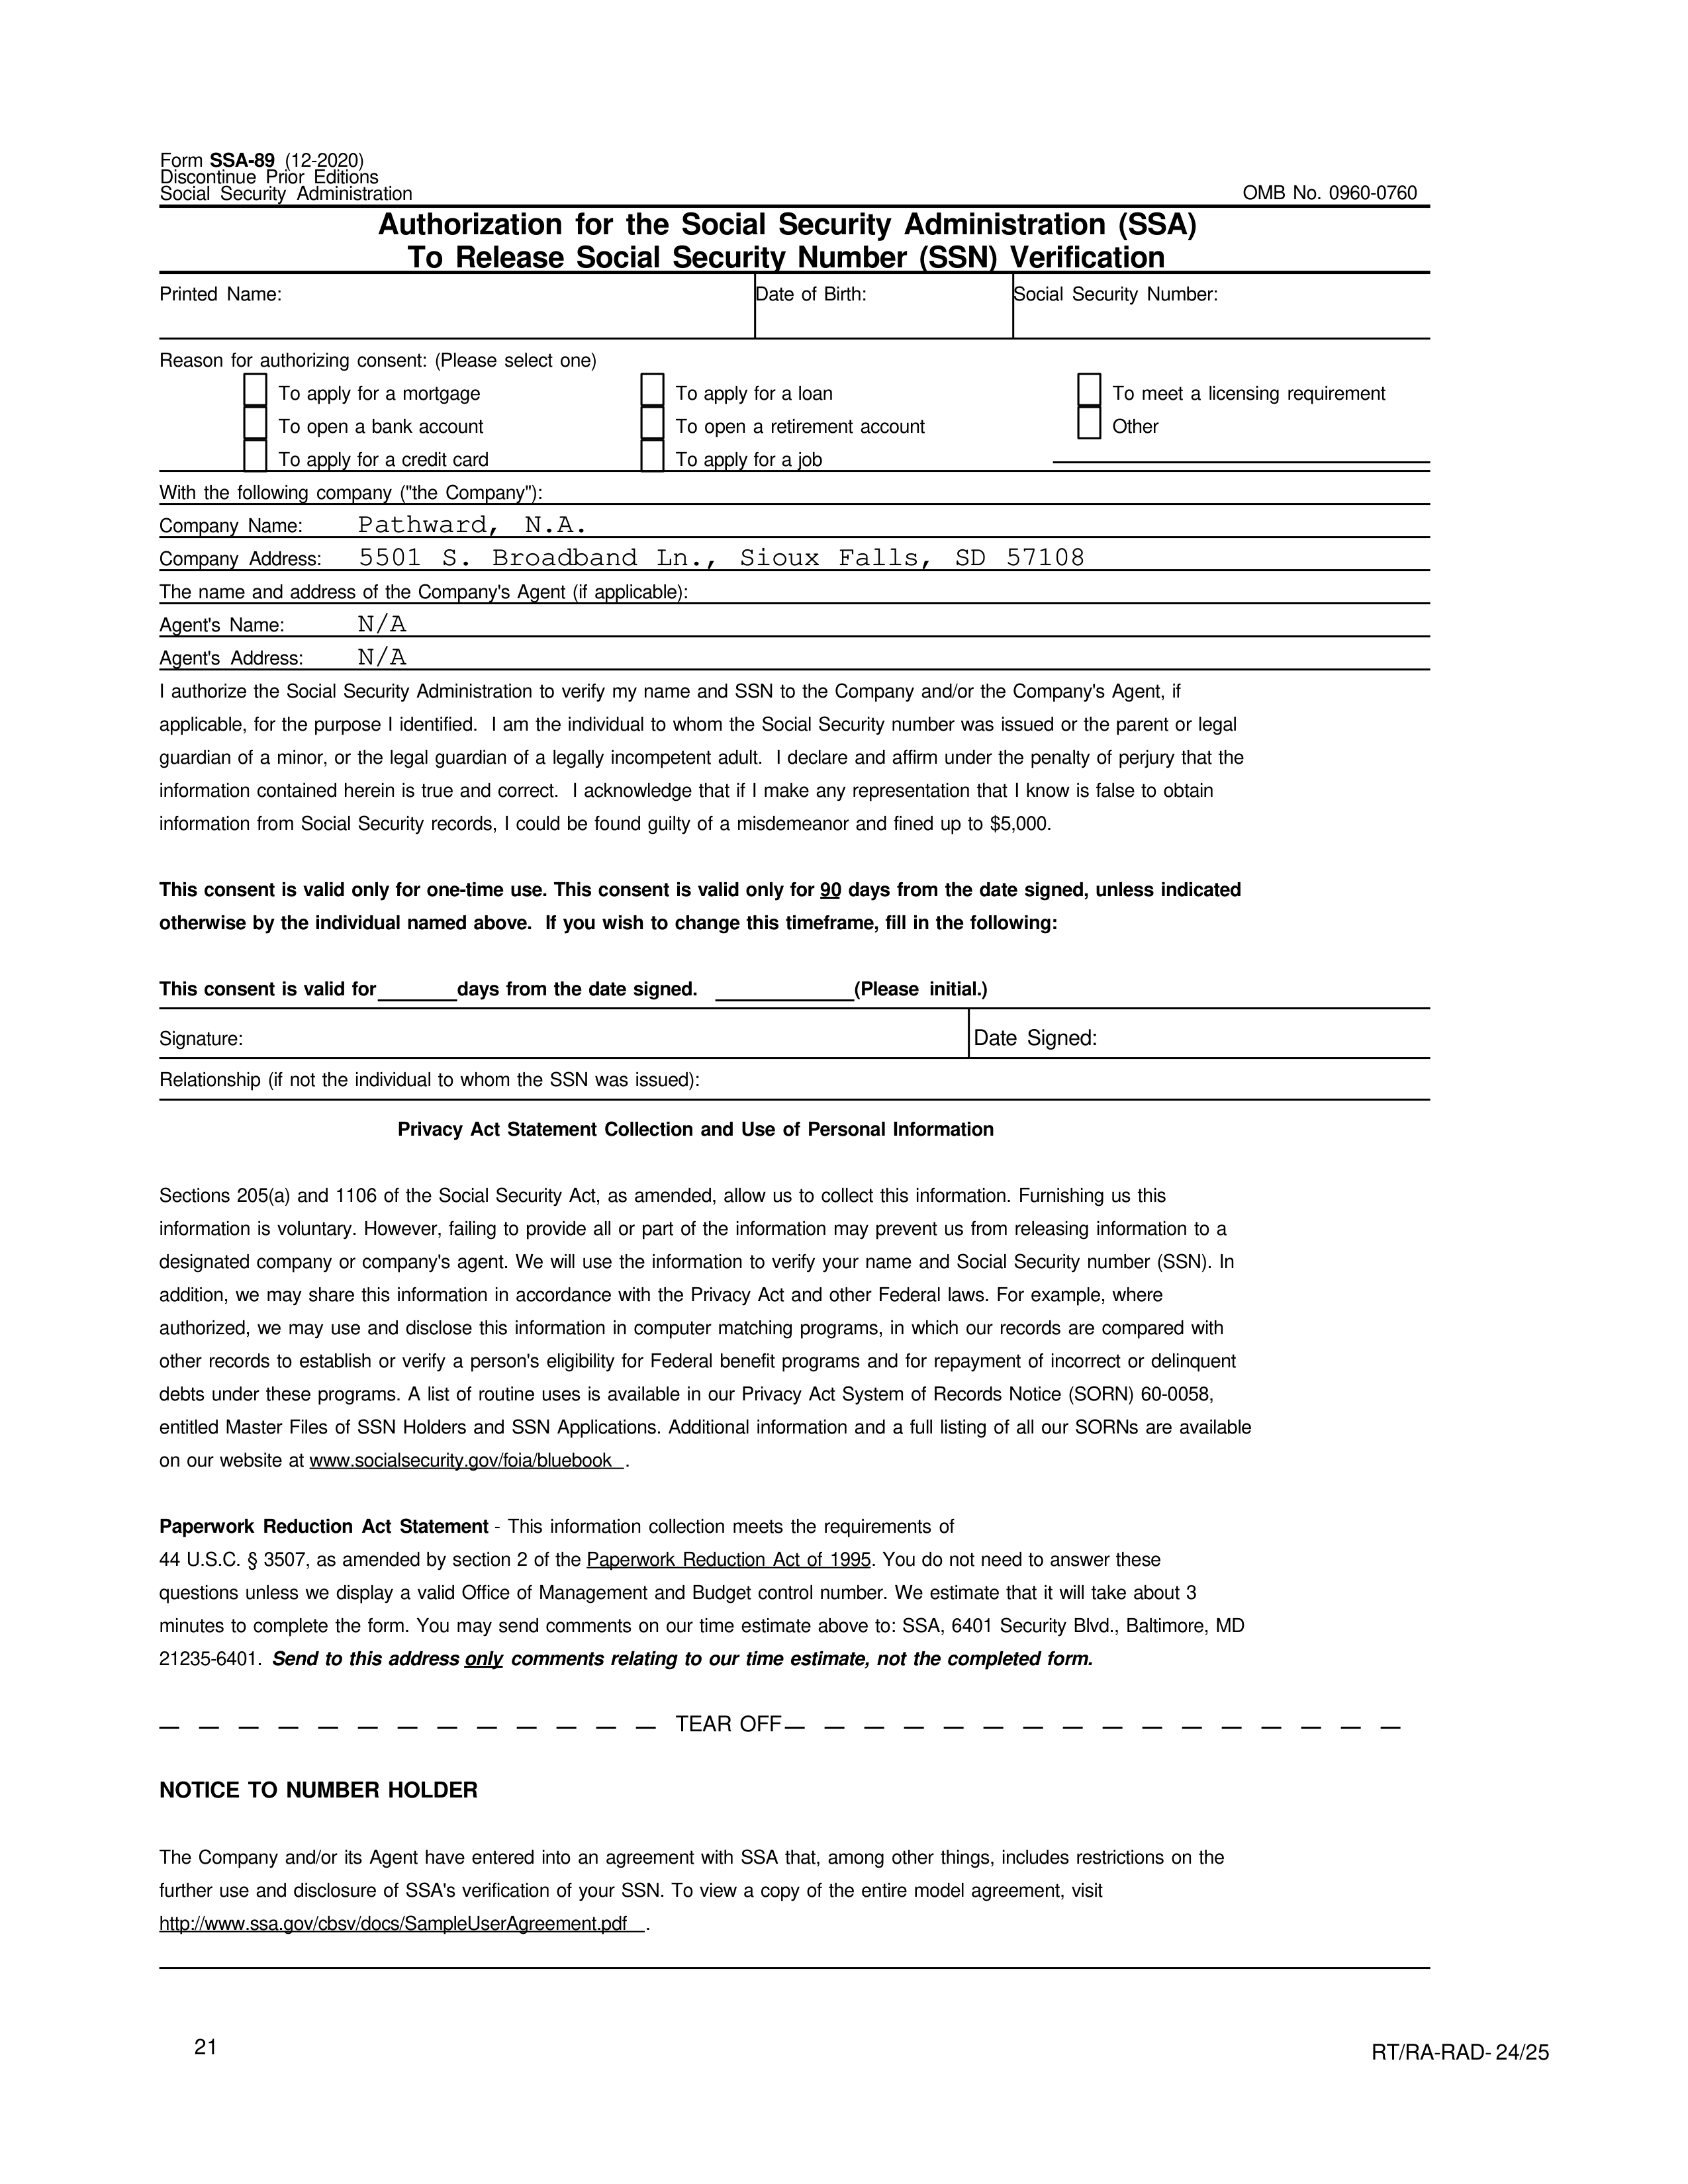 Form SSA-89 (12-2020)
Discontinue Prior Editions
Social Security Administration
OMB No. 0960-0760
Authorization for the Social Security Administration (SSA)
To Release Social Security Number (SSN) Verification
Printed Name: Date of Birth: Social Security Number:
Reason for authorizing consent: (Please select one)
To apply for a mortgage To apply for a loan To meet a licensing requirement
To open a bank account To open a retirement account Other
To apply for a credit card To apply for a job
With the following company ("the Company"):
Company Name: Pathward, N.A.
Company Address: 5501 S. Broadband Ln., Sioux Falls, SD 57108
The name and address of the Company's Agent (if applicable):
Agent's Name: N/A
Agent's Address: N/A
I authorize the Social Security Administration to verify my name and SSN to the Company and/or the Company's Agent, if
applicable, for the purpose I identified. I am the individual to whom the Social Security number was issued or the parent or legal
guardian of a minor, or the legal guardian of a legally incompetent adult. I declare and affirm under the penalty of perjury that the
information contained herein is true and correct. I acknowledge that if I make any representation that I know is false to obtain
information from Social Security records, I could be found guilty of a misdemeanor and fined up to $5,000.
This consent is valid only for one-time use. This consent is valid only for 90 days from the date signed, unless indicated
otherwise by the individual named above. If you wish to change this timeframe, fill in the following:
This consent is valid for ______ days from the date signed. __________ (Please initial.)
Signature: Date Signed:
Relationship (if not the individual to whom the SSN was issued):
Privacy Act Statement Collection and Use of Personal Information
Sections 205(a) and 1106 of the Social Security Act, as amended, allow us to collect this information. Furnishing us this
information is voluntary. However, failing to provide all or part of the information may prevent us from releasing information to a
designated company or company's agent. We will use the information to verify your name and Social Security number (SSN). In
addition, we may share this information in accordance with the Privacy Act and other Federal laws. For example, where
authorized, we may use and disclose this information in computer matching programs, in which our records are compared with
other records to establish or verify a person's eligibility for Federal benefit programs and for repayment of incorrect or delinquent
debts under these programs. A list of routine uses is available in our Privacy Act System of Records Notice (SORN) 60-0058,
entitled Master Files of SSN Holders and SSN Applications. Additional information and a full listing of all our SORNs are available
on our website at www.socialsecurity.gov/foia/bluebook .
Paperwork Reduction Act Statement - This information collection meets the requirements of
44 U.S.C. § 3507, as amended by section 2 of the Paperwork Reduction Act of 1995. You do not need to answer these
questions unless we display a valid Office of Management and Budget control number. We estimate that it will take about 3
minutes to complete the form. You may send comments on our time estimate above to: SSA, 6401 Security Blvd., Baltimore, MD
21235-6401. Send to this address only comments relating to our time estimate, not the completed form.
TEAR OFF
NOTICE TO NUMBER HOLDER
The Company and/or its Agent have entered into an agreement with SSA that, among other things, includes restrictions on the
further use and disclosure of SSA's verification of your SSN. To view a copy of the entire model agreement, visit
http://www.ssa.gov/cbsv/docs/SampleUserAgreement.pdf .
21
RT/RA-RAD- 24/25